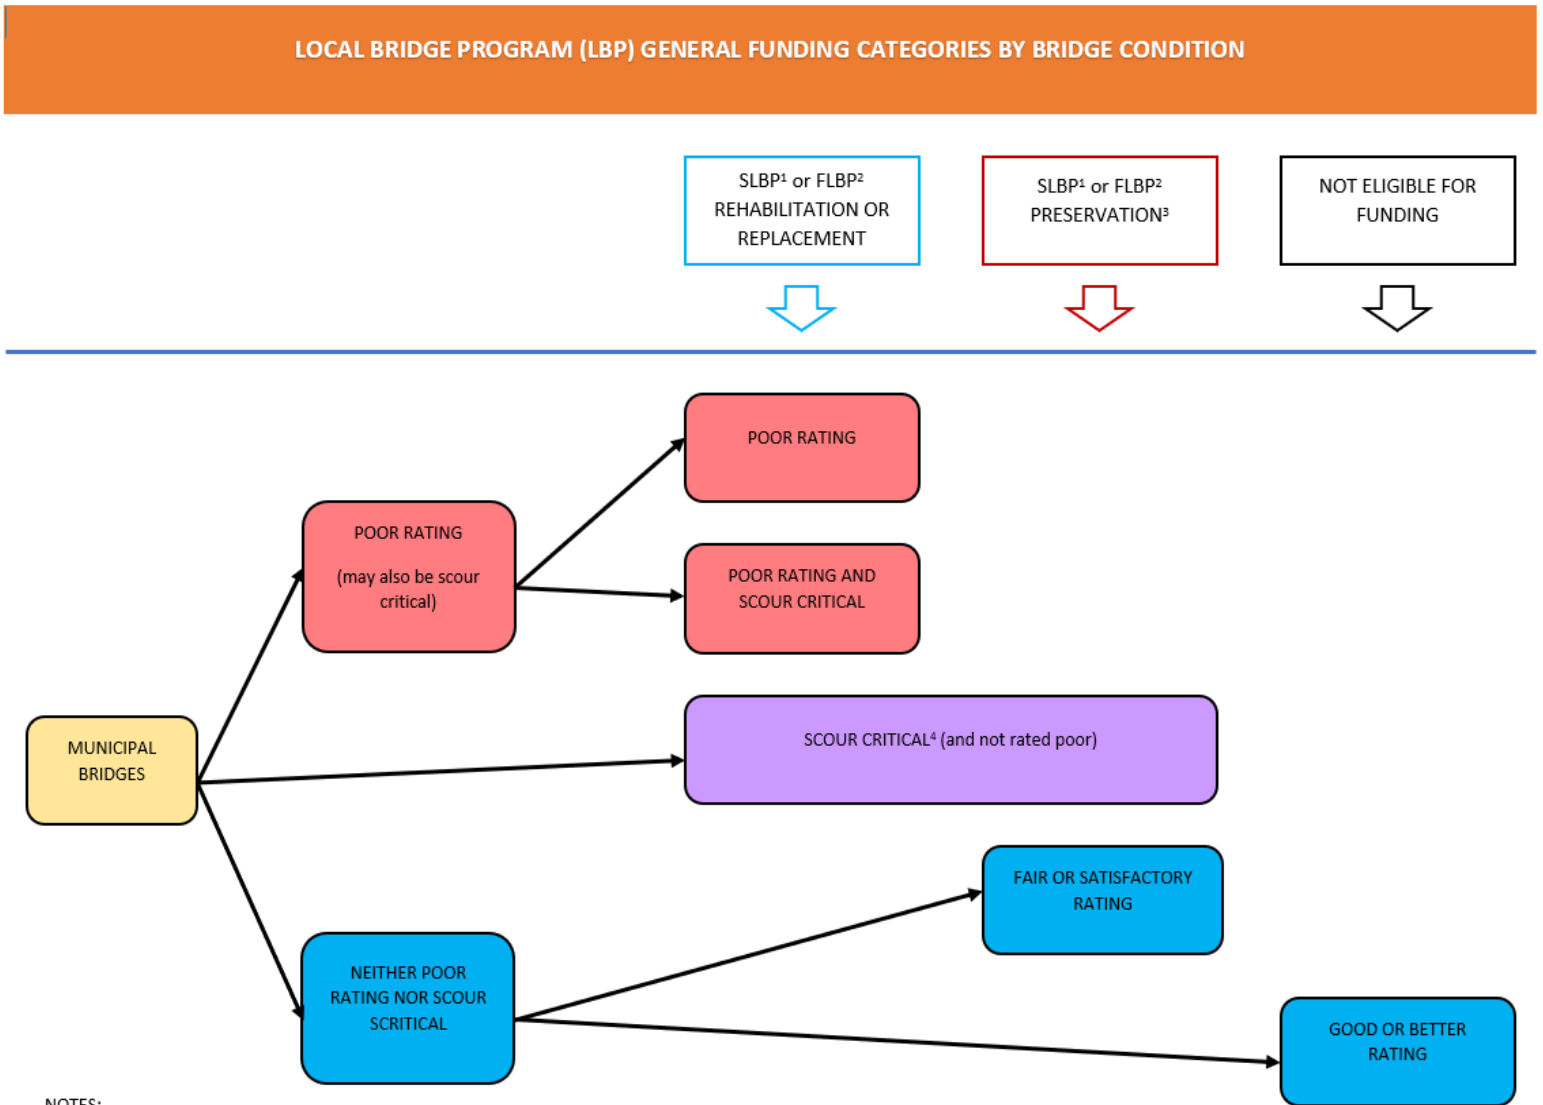 LOCAL BRIDGE PROGRAM (LBP) GENERAL FUNDING CATEGORIES BY BRIDGE CONDITION
SLBP¹ or FLBP²
REHABILITATION OR
REPLACEMENT
SLBP¹ or FLBP²
PRESERVATION³
NOT ELIGIBLE FOR
FUNDING
POOR RATING
POOR RATING
(may also be scour
critical)
POOR RATING AND
SCOUR CRITICAL
MUNICIPAL
BRIDGES
SCOUR CRITICAL⁴ (and not rated poor)
FAIR OR SATISFACTORY
RATING
NEITHER POOR
RATING NOR SCOUR
SCRITICAL
GOOD OR BETTER
RATING
NOTES: